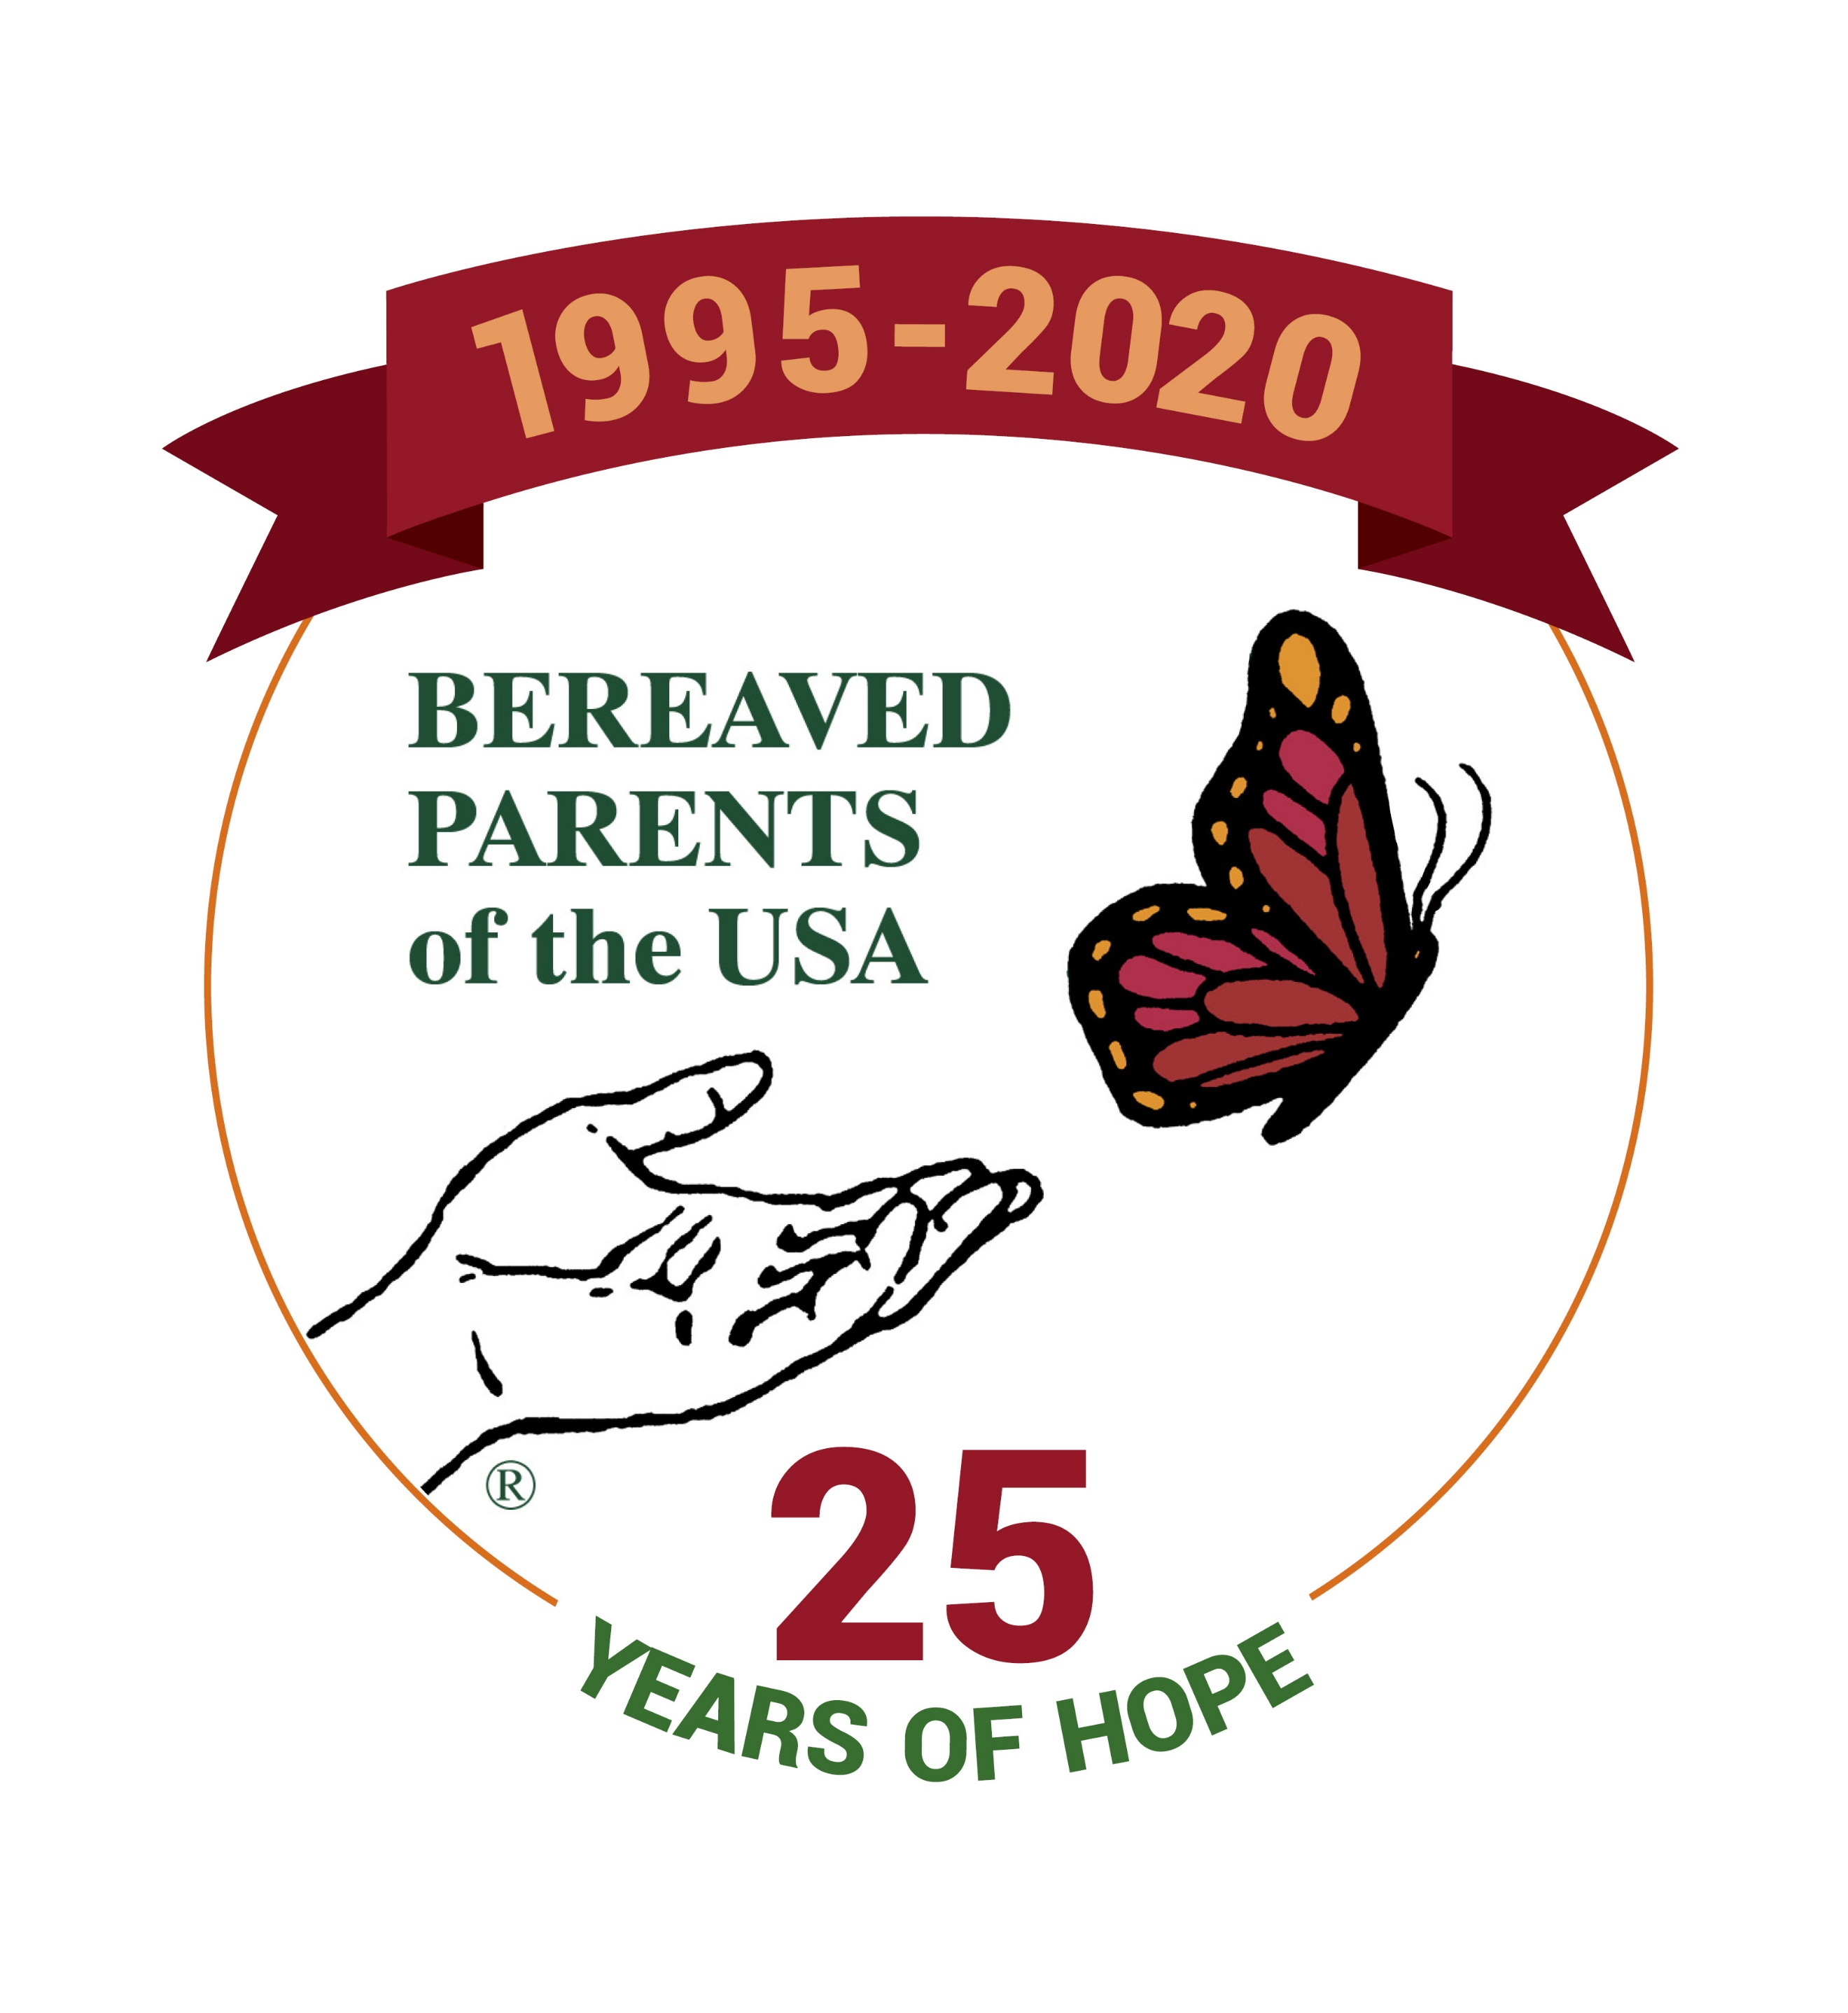 1995-2020
BEREAVED
PARENTS
of the USA
®
25
YEARS OF HOPE